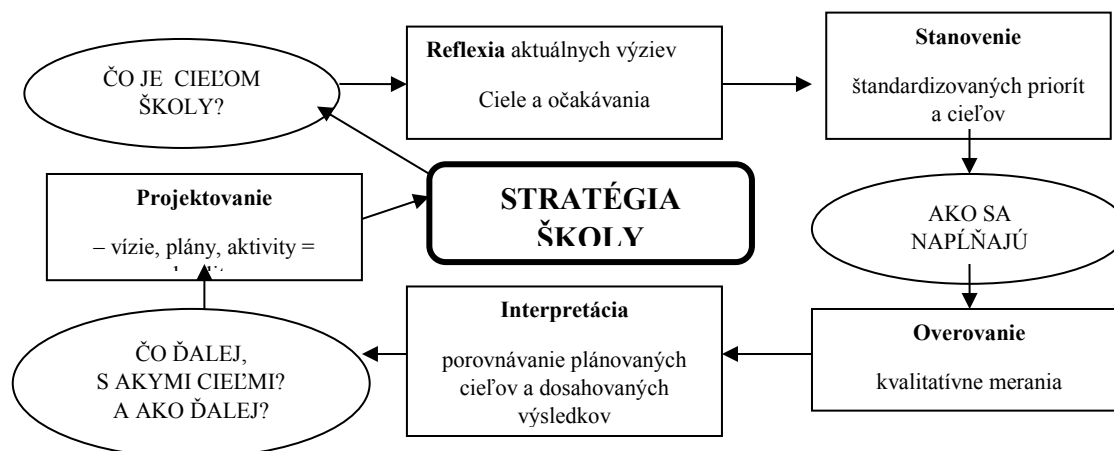 ČO JE CIEĽOM
ŠKOLY?
Reflexia aktuálnych výziev
Ciele a očakávania
Stanovenie
štandardizovaných priorít
a cieľov
Projektovanie
– vízie, plány, aktivity =
STRATÉGIA
ŠKOLY
AKO SA
NAPĹŇAJÚ
ČO ĎALEJ,
S AKYMI CIEĽMI?
A AKO ĎALEJ?
Interpretácia
porovnávanie plánovaných
cieľov a dosahovaných
výsledkov
Overovanie
kvalitatívne merania